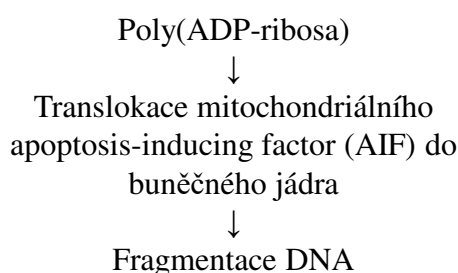 Poly(ADP-ribosa)
↓
Translokace mitochondriálního
apoptosis-inducing factor (AIF) do
buněčného jádra
↓
Fragmentace DNA